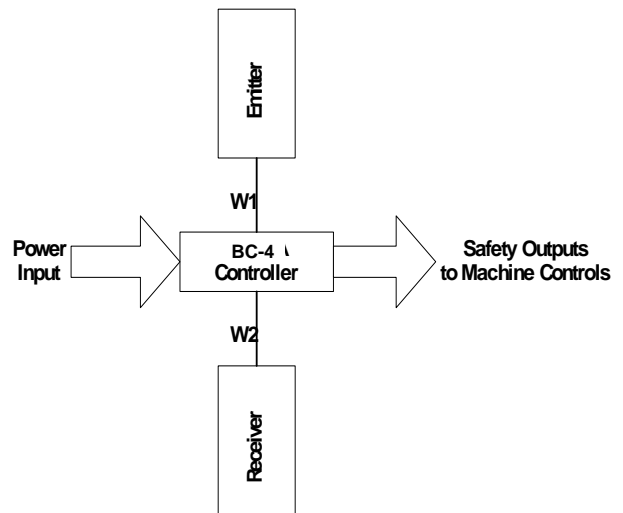 Emitter
W1
Power
Input
BC-4
Controller
Safety Outputs
to Machine Controls
W2
Receiver